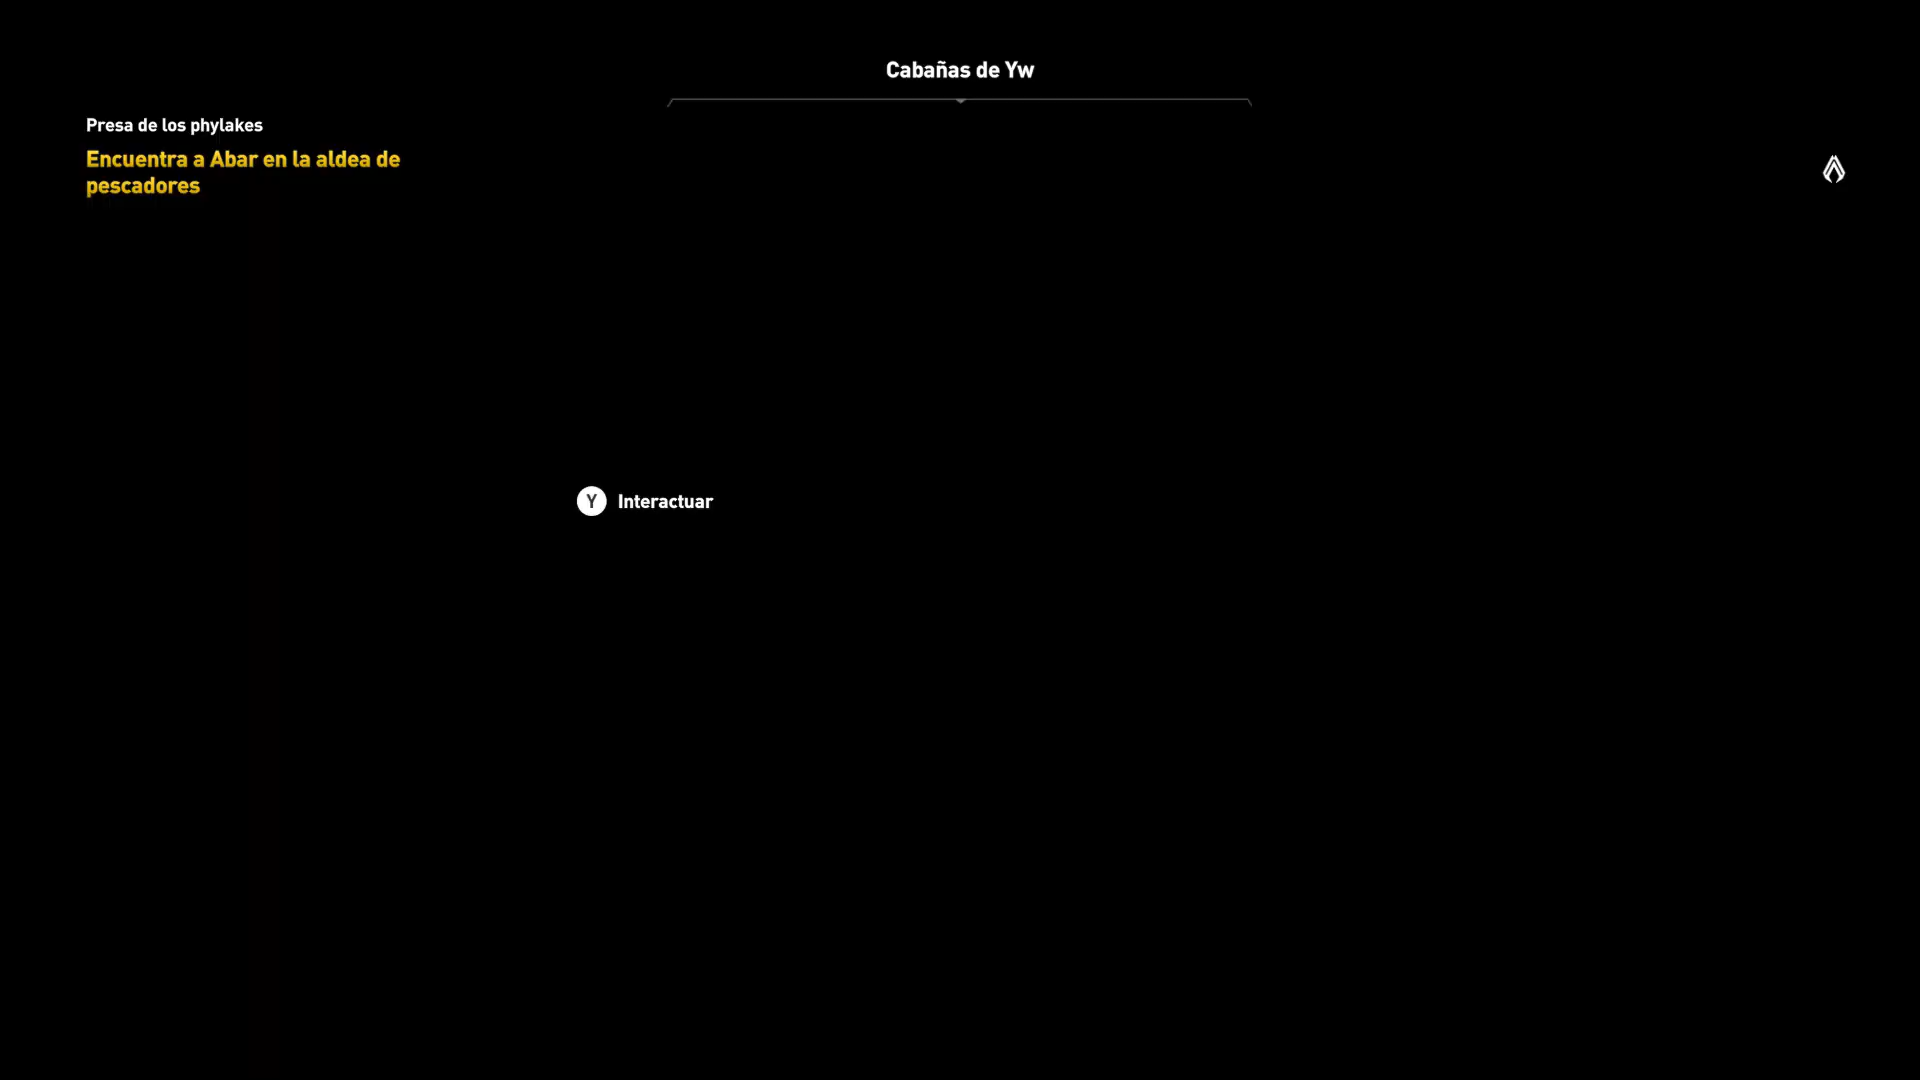 Cabañas de Yw
Presa de los phylakes
Encuentra a Abar en la aldea de
pescadores
Y Interactuar